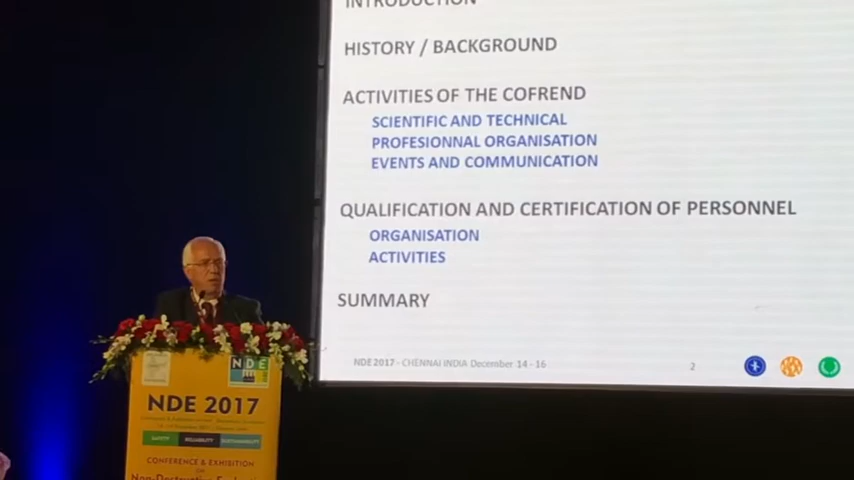 INTRODUCTION
HISTORY / BACKGROUND
ACTIVITIES OF THE COFREND
SCIENTIFIC AND TECHNICAL
PROFESIONNAL ORGANISATION
EVENTS AND COMMUNICATION
QUALIFICATION AND CERTIFICATION OF PERSONNEL
ORGANISATION
ACTIVITIES
SUMMARY
NDE 2017 - CHENNAI INDIA December 14 - 16
2
NDE
NDE 2017
SAFETY RELIABILITY SUSTAINABILITY
CONFERENCE & EXHIBITION
ON